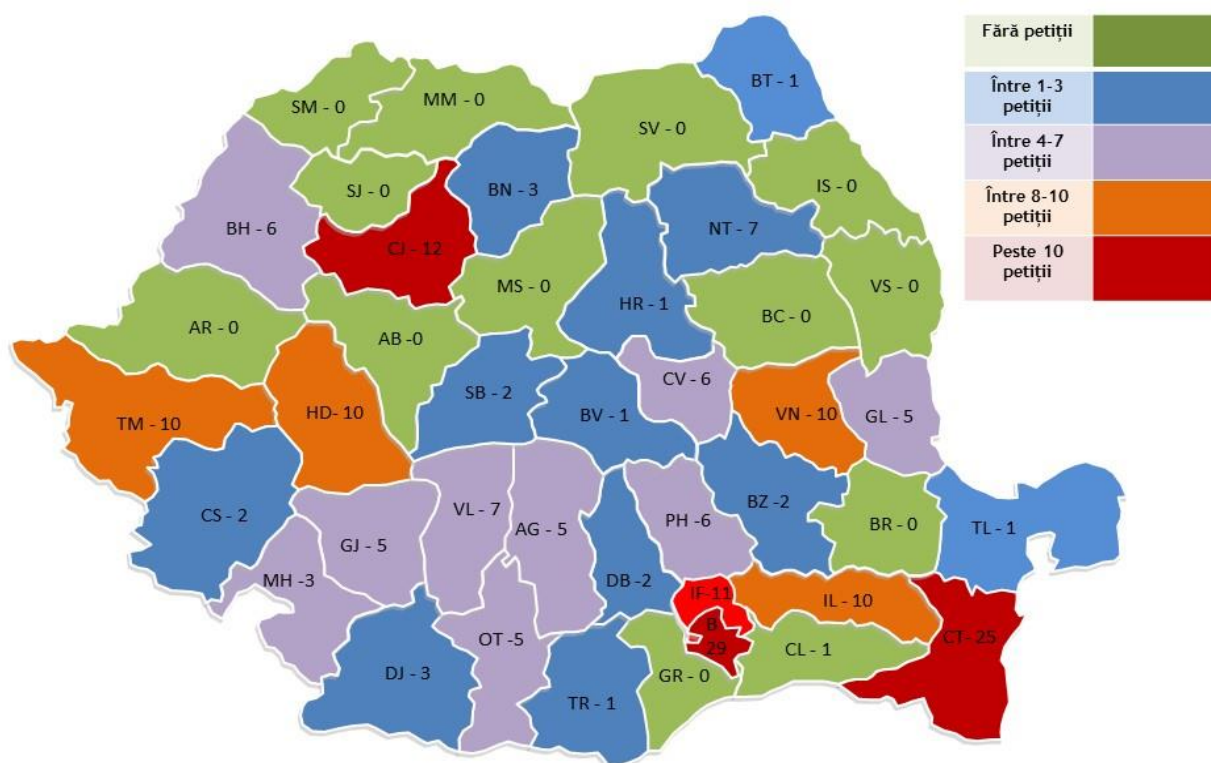 Fără petiții
Între 1-3
petiții
Între 4-7
petiții
Între 8-10
petiții
Peste 10
petiții
BT - 1
SM - 0
MM - 0
SV - 0
SJ - 0
BN - 3
IS - 0
BH - 6
CJ - 12
NT - 7
MS - 0
HR - 1
VS - 0
BC - 0
AR - 0
AB -0
CV - 6
SB - 2
BV - 1
VN - 10
GL - 5
TM - 10
HD- 10
CS - 2
VL - 7
AG - 5
PH -6
BZ -2
BR - 0
TL - 1
GJ - 5
MH -3
DB -2
IF-11
IL - 10
B -
29
CT - 25
OT -5
CL - 1
DJ - 3
GR - 0
TR - 1